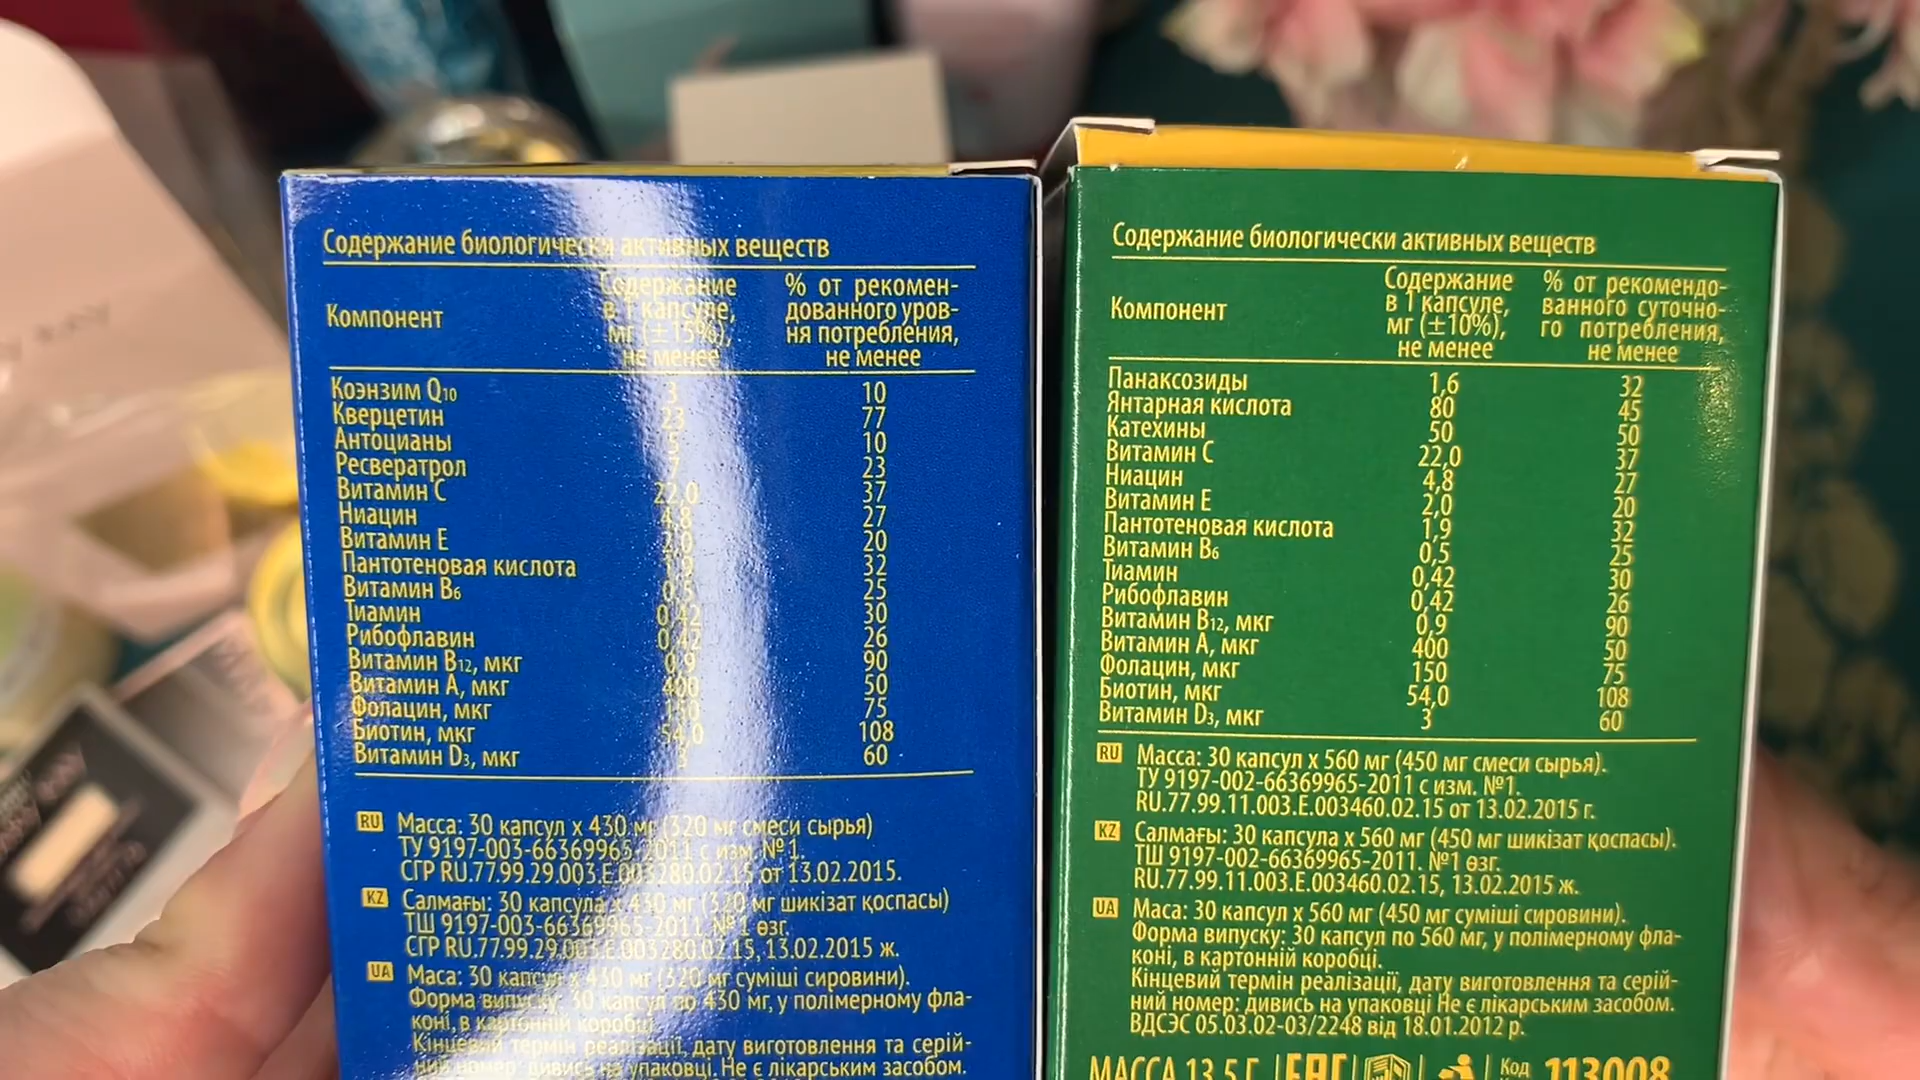 Содержание биологически активных веществ
Компонент
Содержание
в 1 капсуле,
мг (±15%),
не менее
% от рекомен-
дованного уров-
ня потребления,
не менее
Коэнзим Q10 3 10
Кверцетин 23 77
Антоцианы 5 10
Ресвератрол 7 23
Витамин С 22,0 37
Ниацин 4,8 27
Витамин Е 2,0 20
Пантотеновая кислота 1,9 32
Витамин В6 0,5 25
Тиамин 0,42 30
Рибофлавин 0,42 26
Витамин В12, мкг 0,9 90
Витамин А, мкг 400 50
Фолацин, мкг 150 75
Биотин, мкг 54,0 108
Витамин D3, мкг 3 60
RU Масса: 30 капсул х 430 мг (320 мг смеси сырья)
ТУ 9197-003-66369965-2011 с изм. №1.
СГР RU.77.99.29.003.Е.003280.02.15 от 13.02.2015.
KZ Салмағы: 30 капсула х 430 мг (320 мг шикізат қоспасы)
ТШ 9197-003-66369965-2011. №1 өзг.
СГР RU.77.99.29.003.Е.003280.02.15, 13.02.2015 ж.
UA Маса: 30 капсул х 430 мг (320 мг суміші сировини).
Форма випуску: 30 капсул по 430 мг, у полімерному фла-
коні, в картонній коробці.
Кінцевий термін реалізації, дату виготовлення та серій-
ний номер: дивись на упаковці. Не є лікарським засобом.
Содержание биологически активных веществ
Компонент
Содержание
в 1 капсуле,
мг (±10%),
не менее
% от рекомендо-
ванного суточно-
го потребления,
не менее
Панаксозиды 1,6 32
Янтарная кислота 80 45
Катехины 50 50
Витамин С 22,0 37
Ниацин 4,8 27
Витамин Е 2,0 20
Пантотеновая кислота 1,9 32
Витамин В6 0,5 25
Тиамин 0,42 30
Рибофлавин 0,42 26
Витамин В12, мкг 0,9 90
Витамин А, мкг 400 50
Фолацин, мкг 150 75
Биотин, мкг 54,0 108
Витамин D3, мкг 3 60
RU Масса: 30 капсул х 560 мг (450 мг смеси сырья).
ТУ 9197-002-66369965-2011 с изм. №1.
RU.77.99.11.003.Е.003460.02.15 от 13.02.2015 г.
KZ Салмағы: 30 капсула х 560 мг (450 мг шикізат қоспасы).
ТШ 9197-002-66369965-2011. №1 өзг.
RU.77.99.11.003.Е.003460.02.15, 13.02.2015 ж.
UA Маса: 30 капсул х 560 мг (450 мг суміші сировини).
Форма випуску: 30 капсул по 560 мг, у полімерному фла-
коні, в картонній коробці.
Кінцевий термін реалізації, дату виготовлення та серій-
ний номер: дивись на упаковці Не є лікарським засобом.
ВДСЭС 05.03.02-03/2248 від 18.01.2012 р.
МАССА 13,5 Г EAC Код 113008